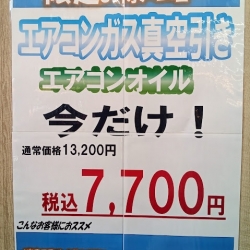 エアコンガス真空引き
エアコンオイル
今だけ!
通常価格13,200円
税込7,700円
こんなお客様におススメ